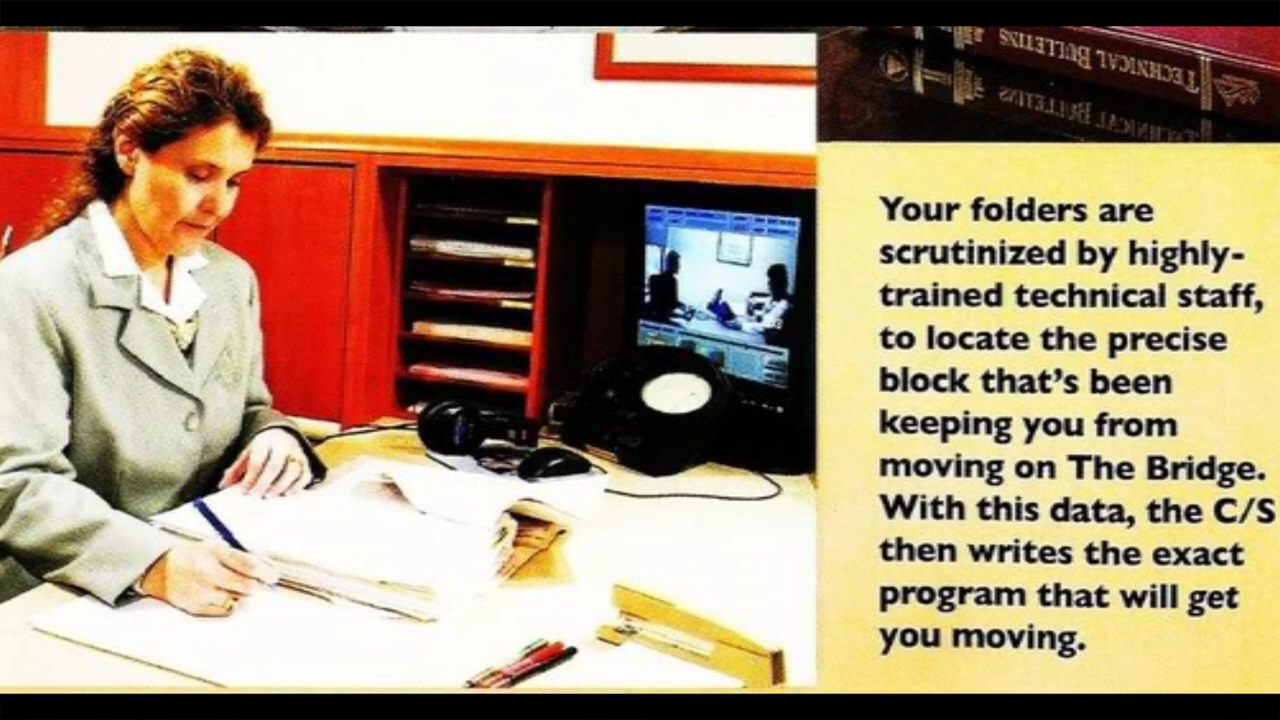 TECHNICAL BULLETINS
TECHNICAL BULLETINS
Your folders are
scrutinized by highly-
trained technical staff,
to locate the precise
block that's been
keeping you from
moving on The Bridge.
With this data, the C/S
then writes the exact
program that will get
you moving.